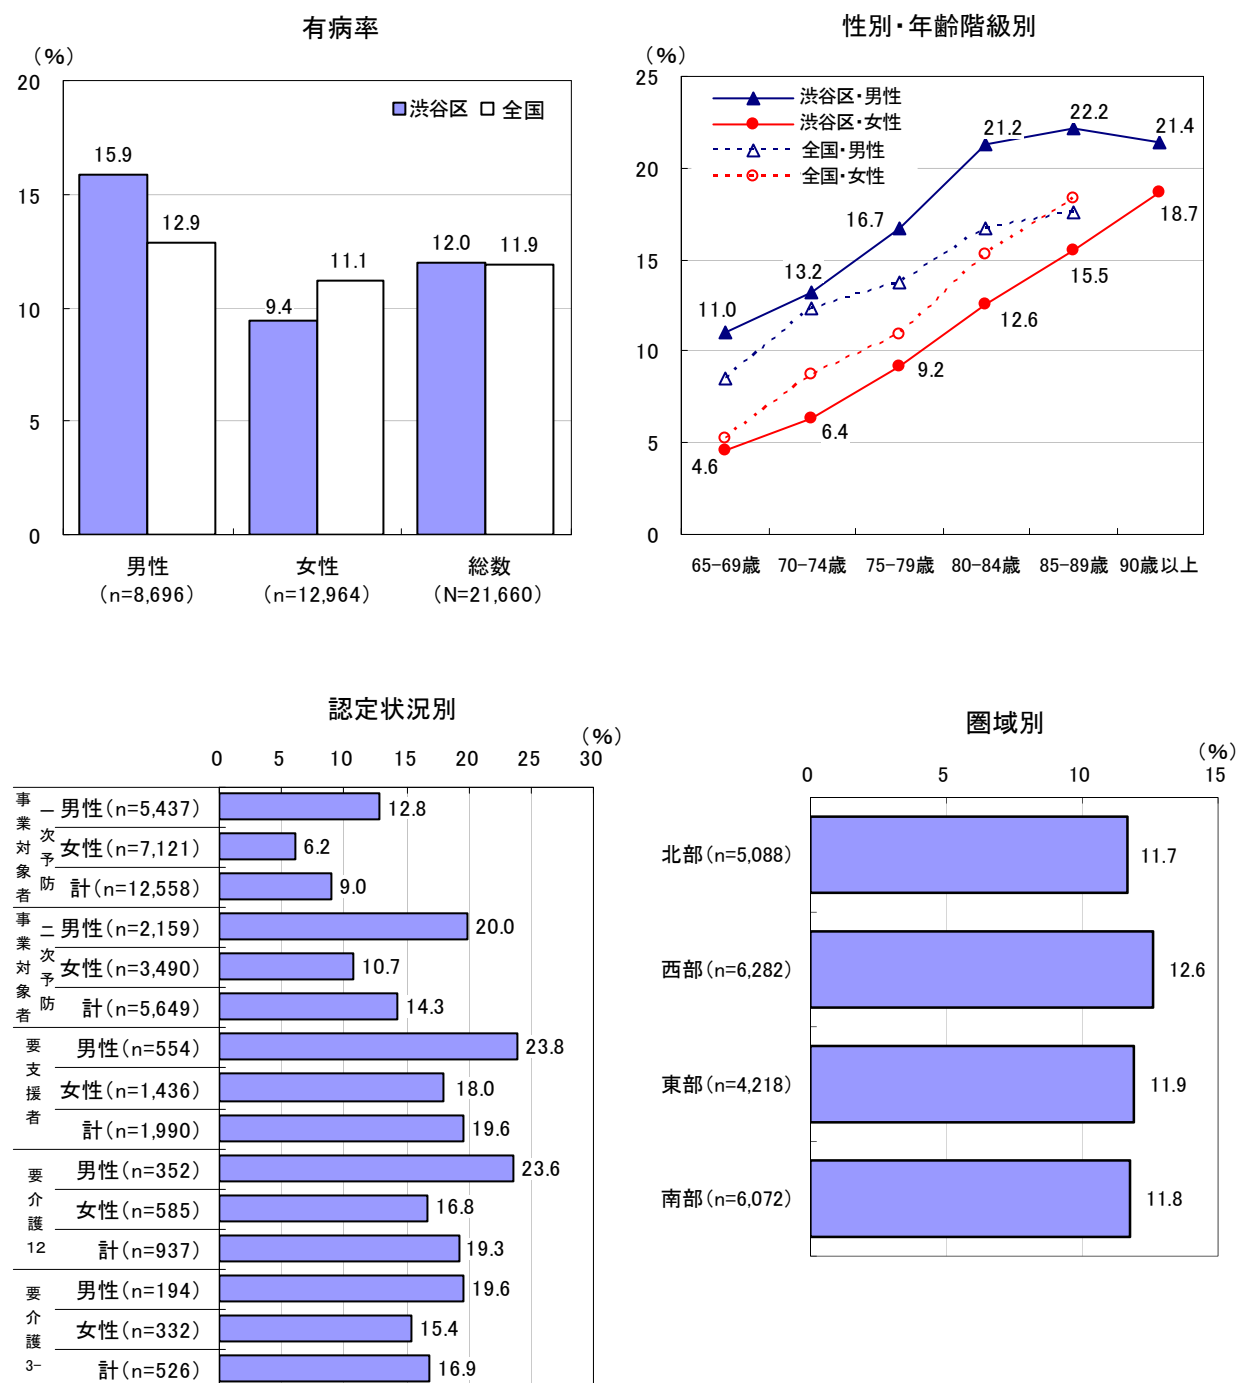 有病率
（%）
20
15
10
5
0
渋谷区
全国
15.9
12.9
9.4
11.1
12.0
11.9
男性
（n=8,696）
女性
（n=12,964）
総数
（N=21,660）
性別・年齢階級別
（%）
25
20
15
10
5
0
渋谷区・男性
渋谷区・女性
全国・男性
全国・女性
11.0
13.2
16.7
21.2
22.2
21.4
4.6
6.4
9.2
12.6
15.5
18.7
65-69歳
70-74歳
75-79歳
80-84歳
85-89歳
90歳以上
認定状況別
（%）
0 5 10 15 20 25 30
一次予防
事業対象者
男性（n=5,437） 12.8
女性（n=7,121） 6.2
計（n=12,558） 9.0
二次予防
事業対象者
男性（n=2,159） 20.0
女性（n=3,490） 10.7
計（n=5,649） 14.3
要支援者
男性（n=554） 23.8
女性（n=1,436） 18.0
計（n=1,990） 19.6
要介護12
男性（n=352） 23.6
女性（n=585） 16.8
計（n=937） 19.3
要介護3-
男性（n=194） 19.6
女性（n=332） 15.4
計（n=526） 16.9
圏域別
（%）
0 5 10 15
北部（n=5,088） 11.7
西部（n=6,282） 12.6
東部（n=4,218） 11.9
南部（n=6,072） 11.8